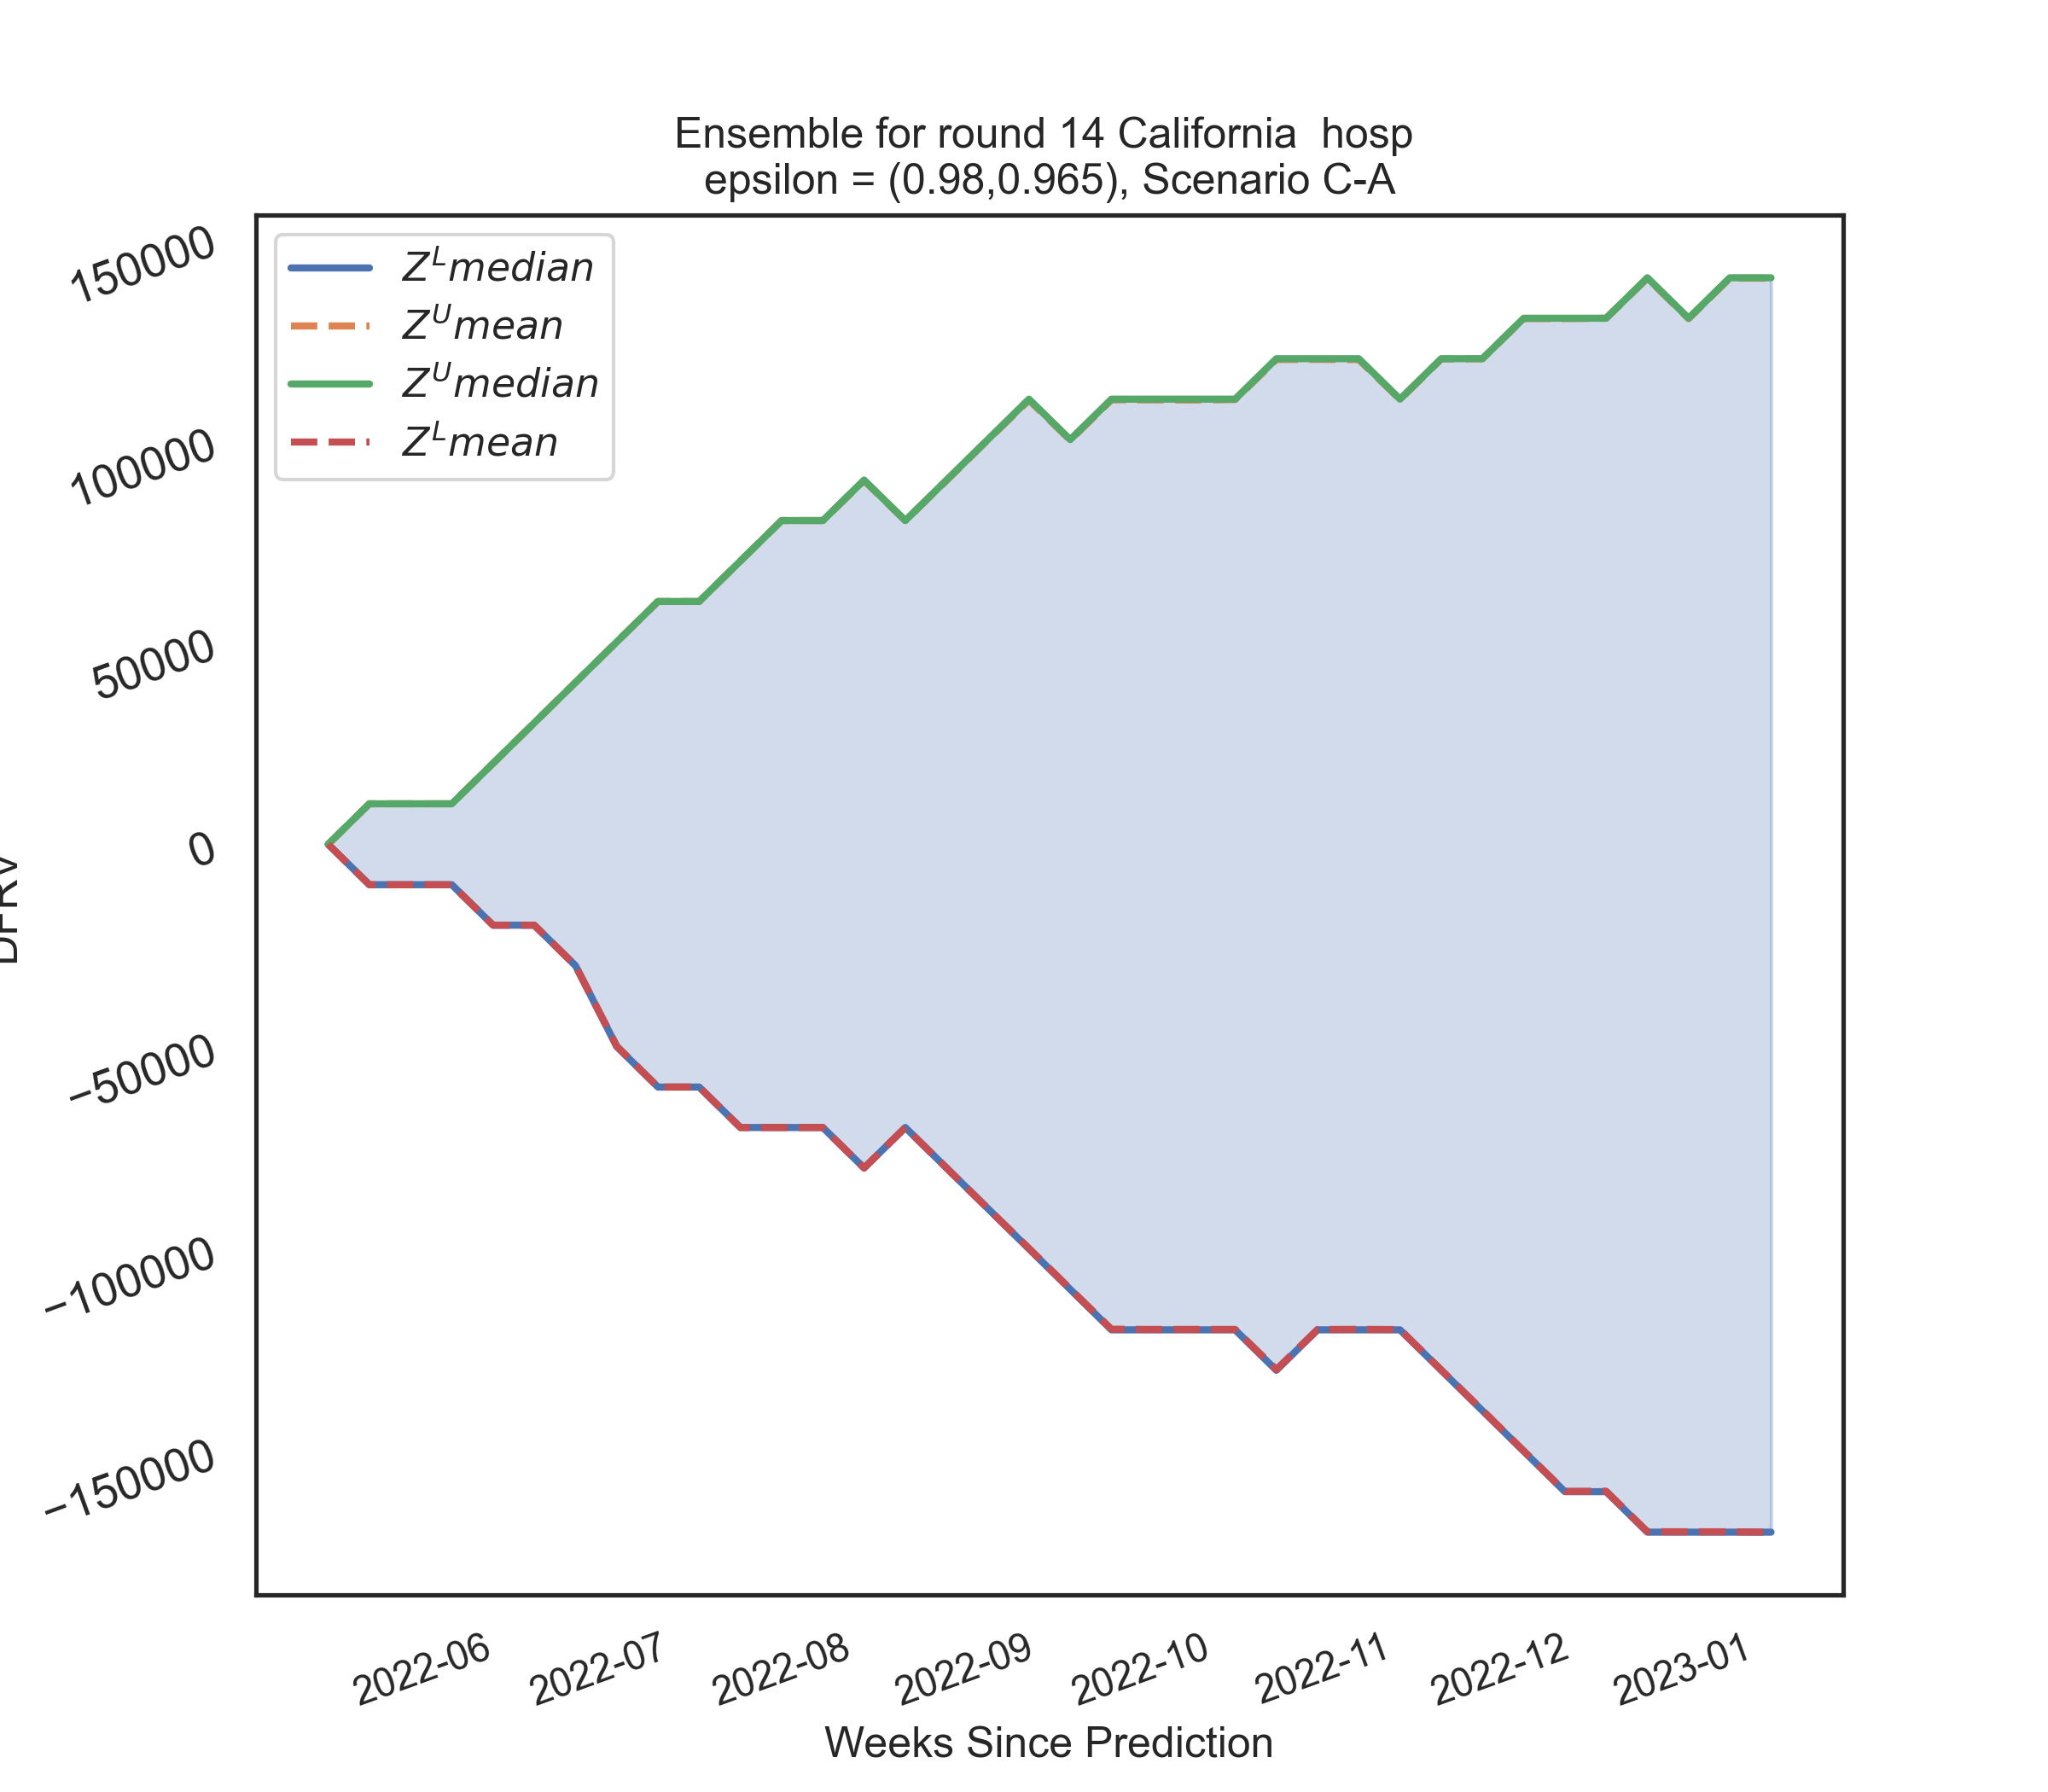 Ensemble for round 14 California  hosp
epsilon = (0.98,0.965), Scenario C-A
Z^L median
Z^U mean
Z^U median
Z^L mean
150000
100000
50000
0
−50000
−100000
−150000
2022-06
2022-07
2022-08
2022-09
2022-10
2022-11
2022-12
2023-01
Weeks Since Prediction